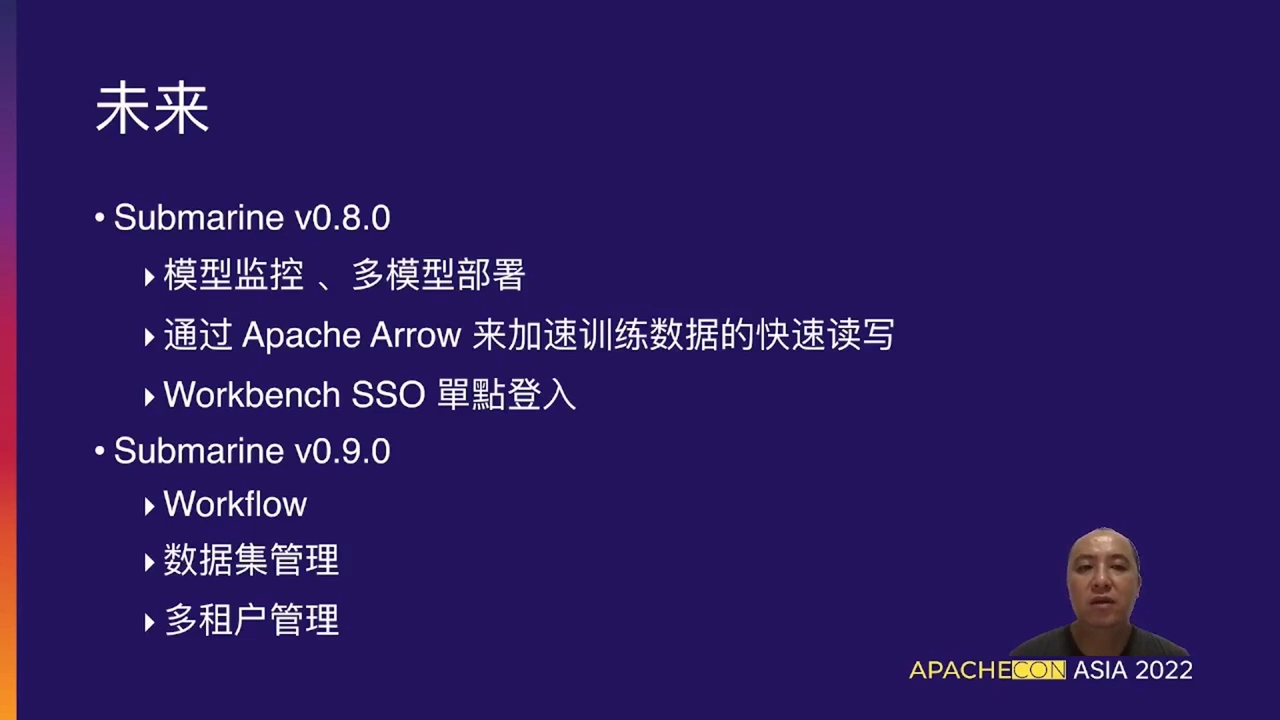 未来
• Submarine v0.8.0
模型监控 、多模型部署
通过 Apache Arrow 来加速训练数据的快速读写
Workbench SSO 單點登入
• Submarine v0.9.0
Workflow
数据集管理
多租户管理
APACHECON ASIA 2022